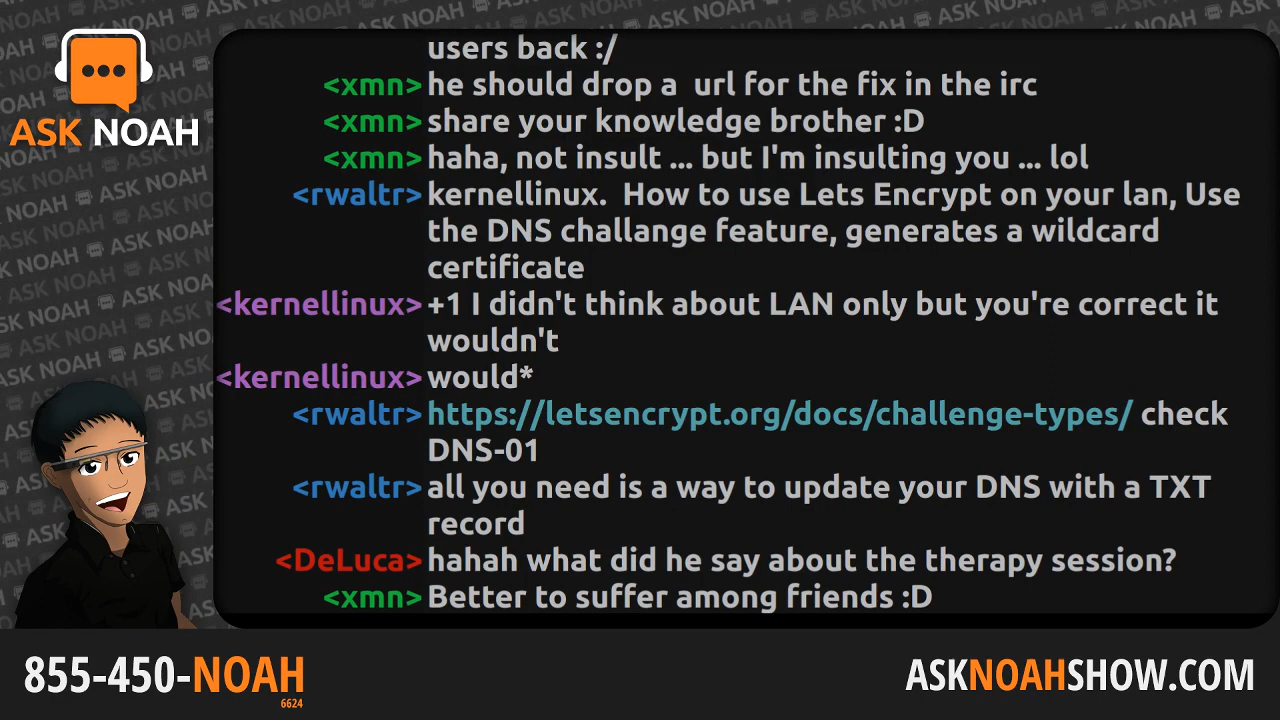 ASK NOAH
users back :/
<xmn> he should drop a  url for the fix in the irc
<xmn> share your knowledge brother :D
<xmn> haha, not insult ... but I'm insulting you ... lol
<rwaltr> kernellinux.  How to use Lets Encrypt on your lan, Use
the DNS challange feature, generates a wildcard
certificate
<kernellinux> +1 I didn't think about LAN only but you're correct it
wouldn't
<kernellinux> would*
<rwaltr> https://letsencrypt.org/docs/challenge-types/ check
DNS-01
<rwaltr> all you need is a way to update your DNS with a TXT
record
<DeLuca> hahah what did he say about the therapy session?
<xmn> Better to suffer among friends :D
855-450-NOAH
6624
ASKNOAHSHOW.COM